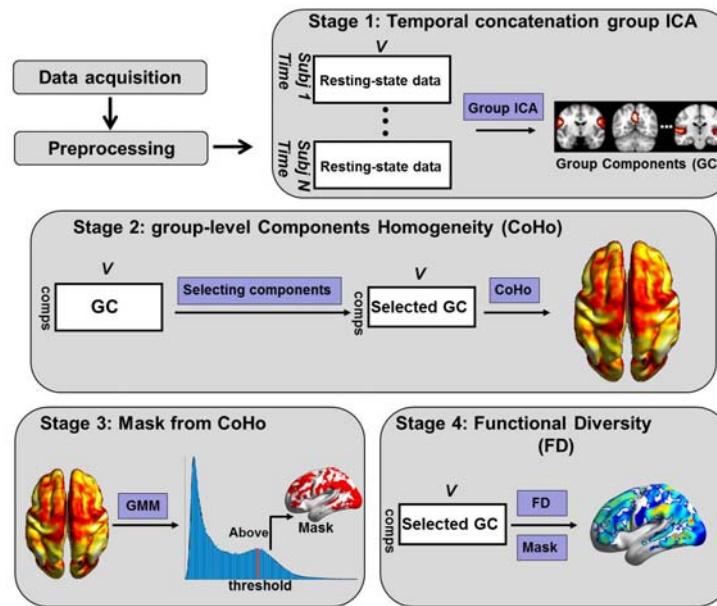 Stage 1: Temporal concatenation group ICA
Data acquisition
Preprocessing
V
Subj 1
Time
Resting-state data
Subj N
Time
Resting-state data
Group ICA
Group Components (GC
Stage 2: group-level Components Homogeneity (CoHo)
V
comps
GC
Selecting components
V
comps
Selected GC
CoHo
Stage 3: Mask from CoHo
GMM
Above
threshold
Mask
Stage 4: Functional Diversity
(FD)
V
comps
Selected GC
FD
Mask